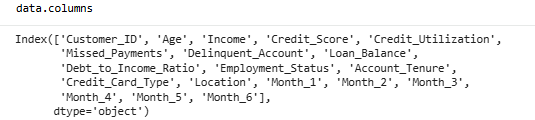 data.columns
Index(['Customer_ID', 'Age', 'Income', 'Credit_Score', 'Credit_Utilization',
'Missed_Payments', 'Delinquent_Account', 'Loan_Balance',
'Debt_to_Income_Ratio', 'Employment_Status', 'Account_Tenure',
'Credit_Card_Type', 'Location', 'Month_1', 'Month_2', 'Month_3',
'Month_4', 'Month_5', 'Month_6'],
dtype='object')